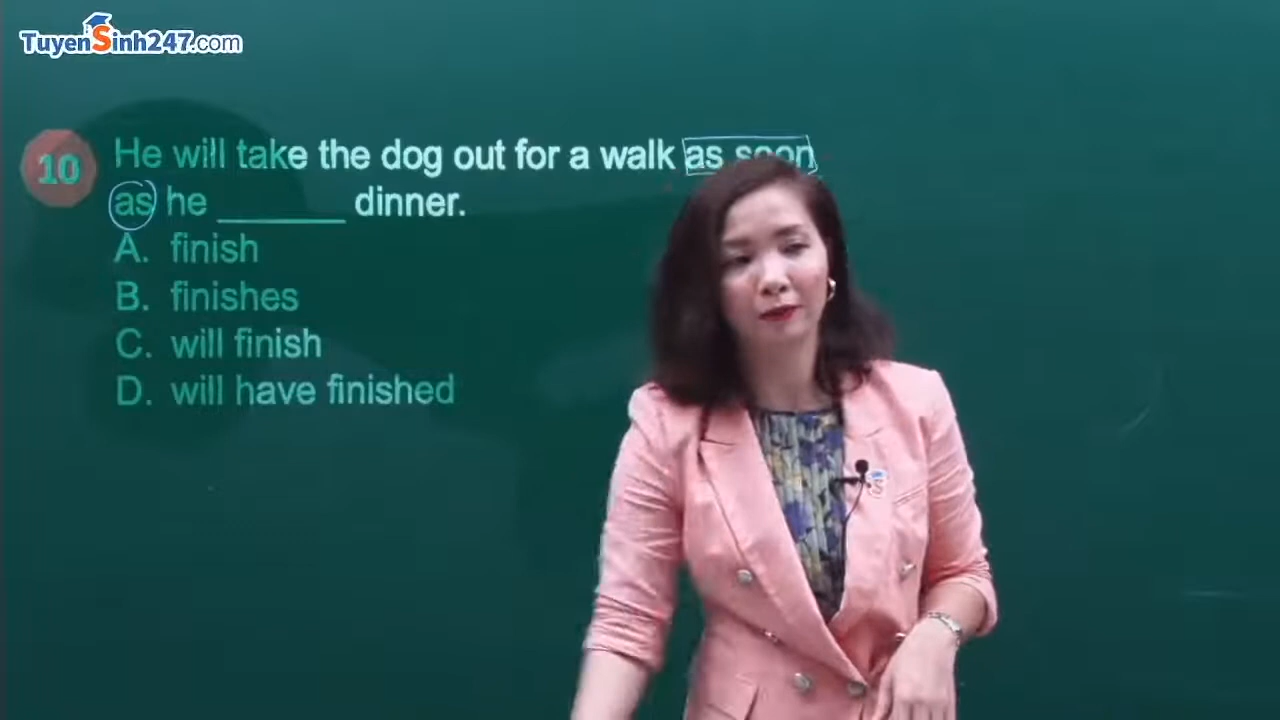 TuyenSinh247.com
10
He will take the dog out for a walk as soon
as he _______ dinner.
A. finish
B. finishes
C. will finish
D. will have finished